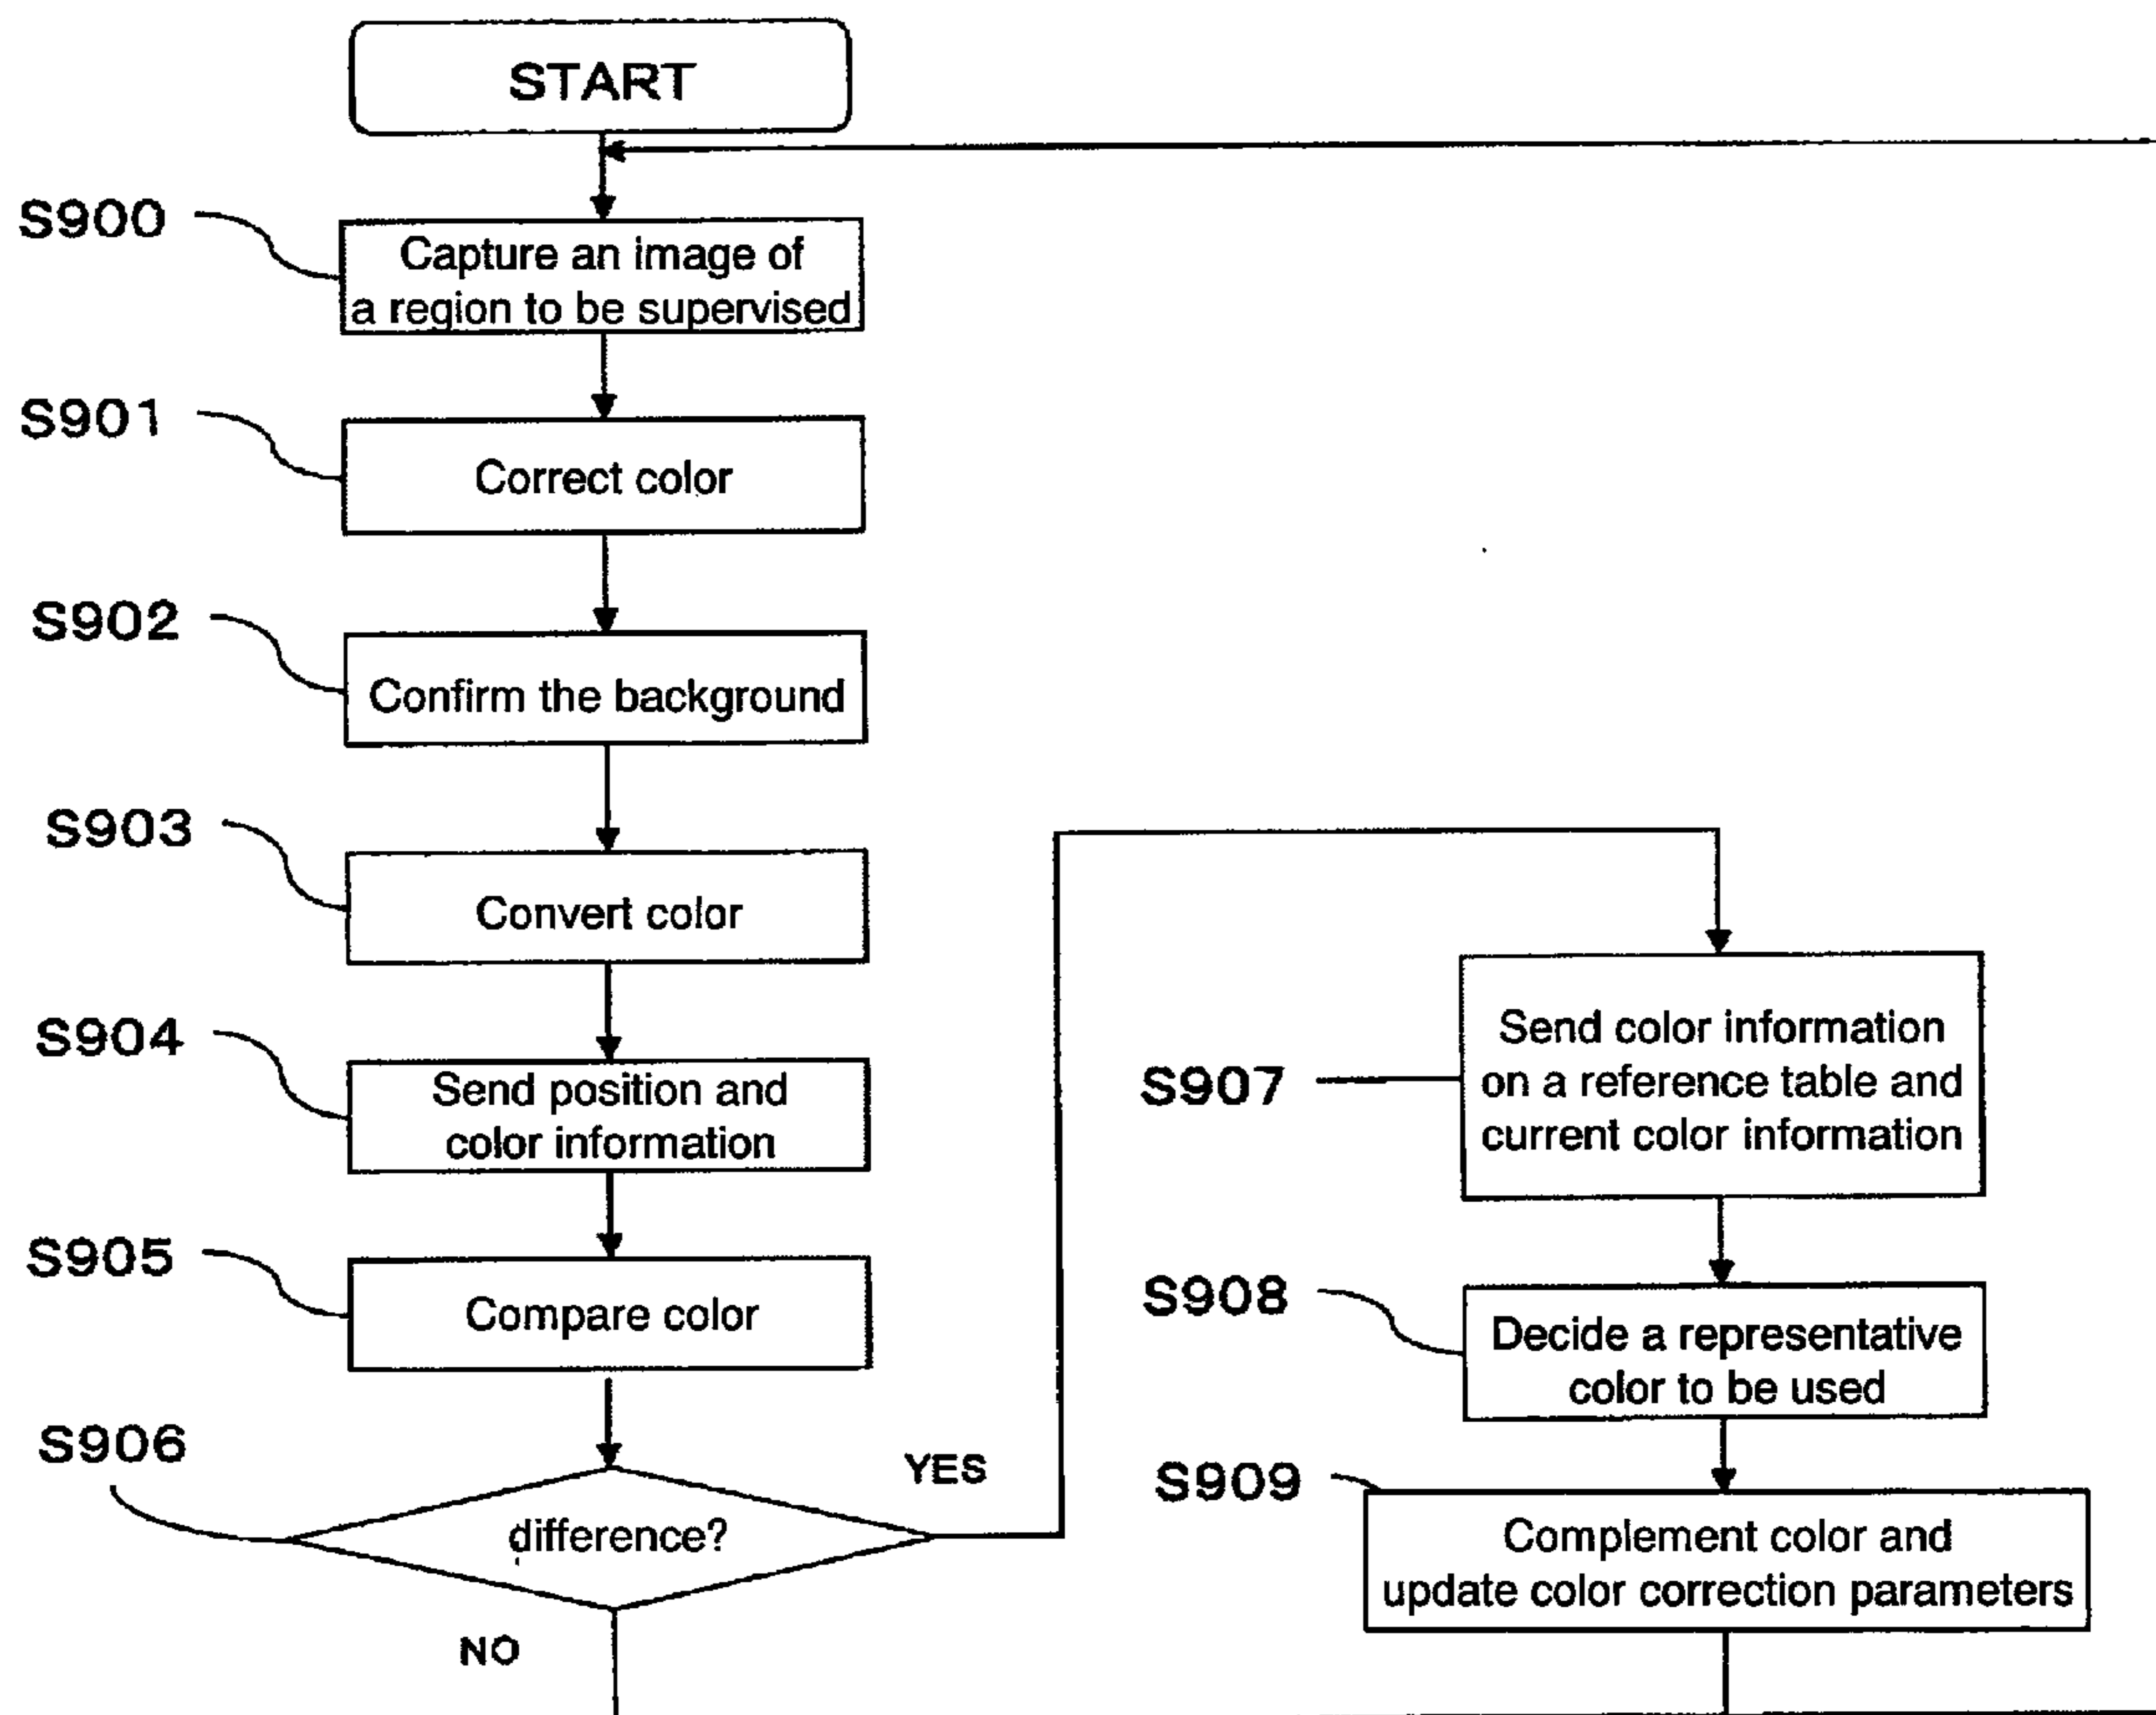 START
S900
Capture an image of
a region to be supervised
S901
Correct color
S902
Confirm the background
S903
Convert color
S904
Send position and
color information
S905
Compare color
S906
difference?
YES
NO
S907
Send color information
on a reference table and
current color information
S908
Decide a representative
color to be used
S909
Complement color and
update color correction parameters